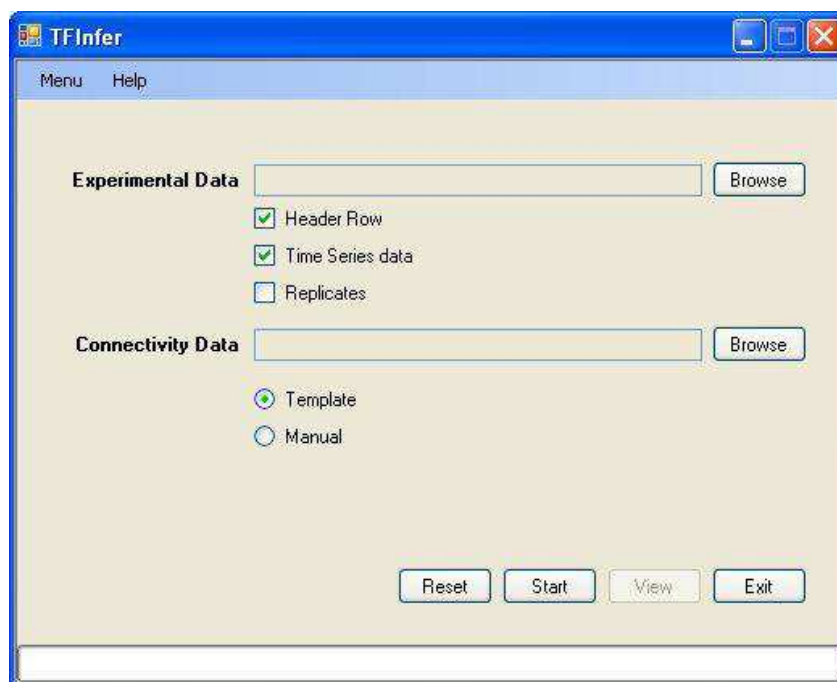 TFInfer
Menu Help
Experimental Data Browse
Header Row
Time Series data
Replicates
Connectivity Data Browse
Template
Manual
Reset Start View Exit